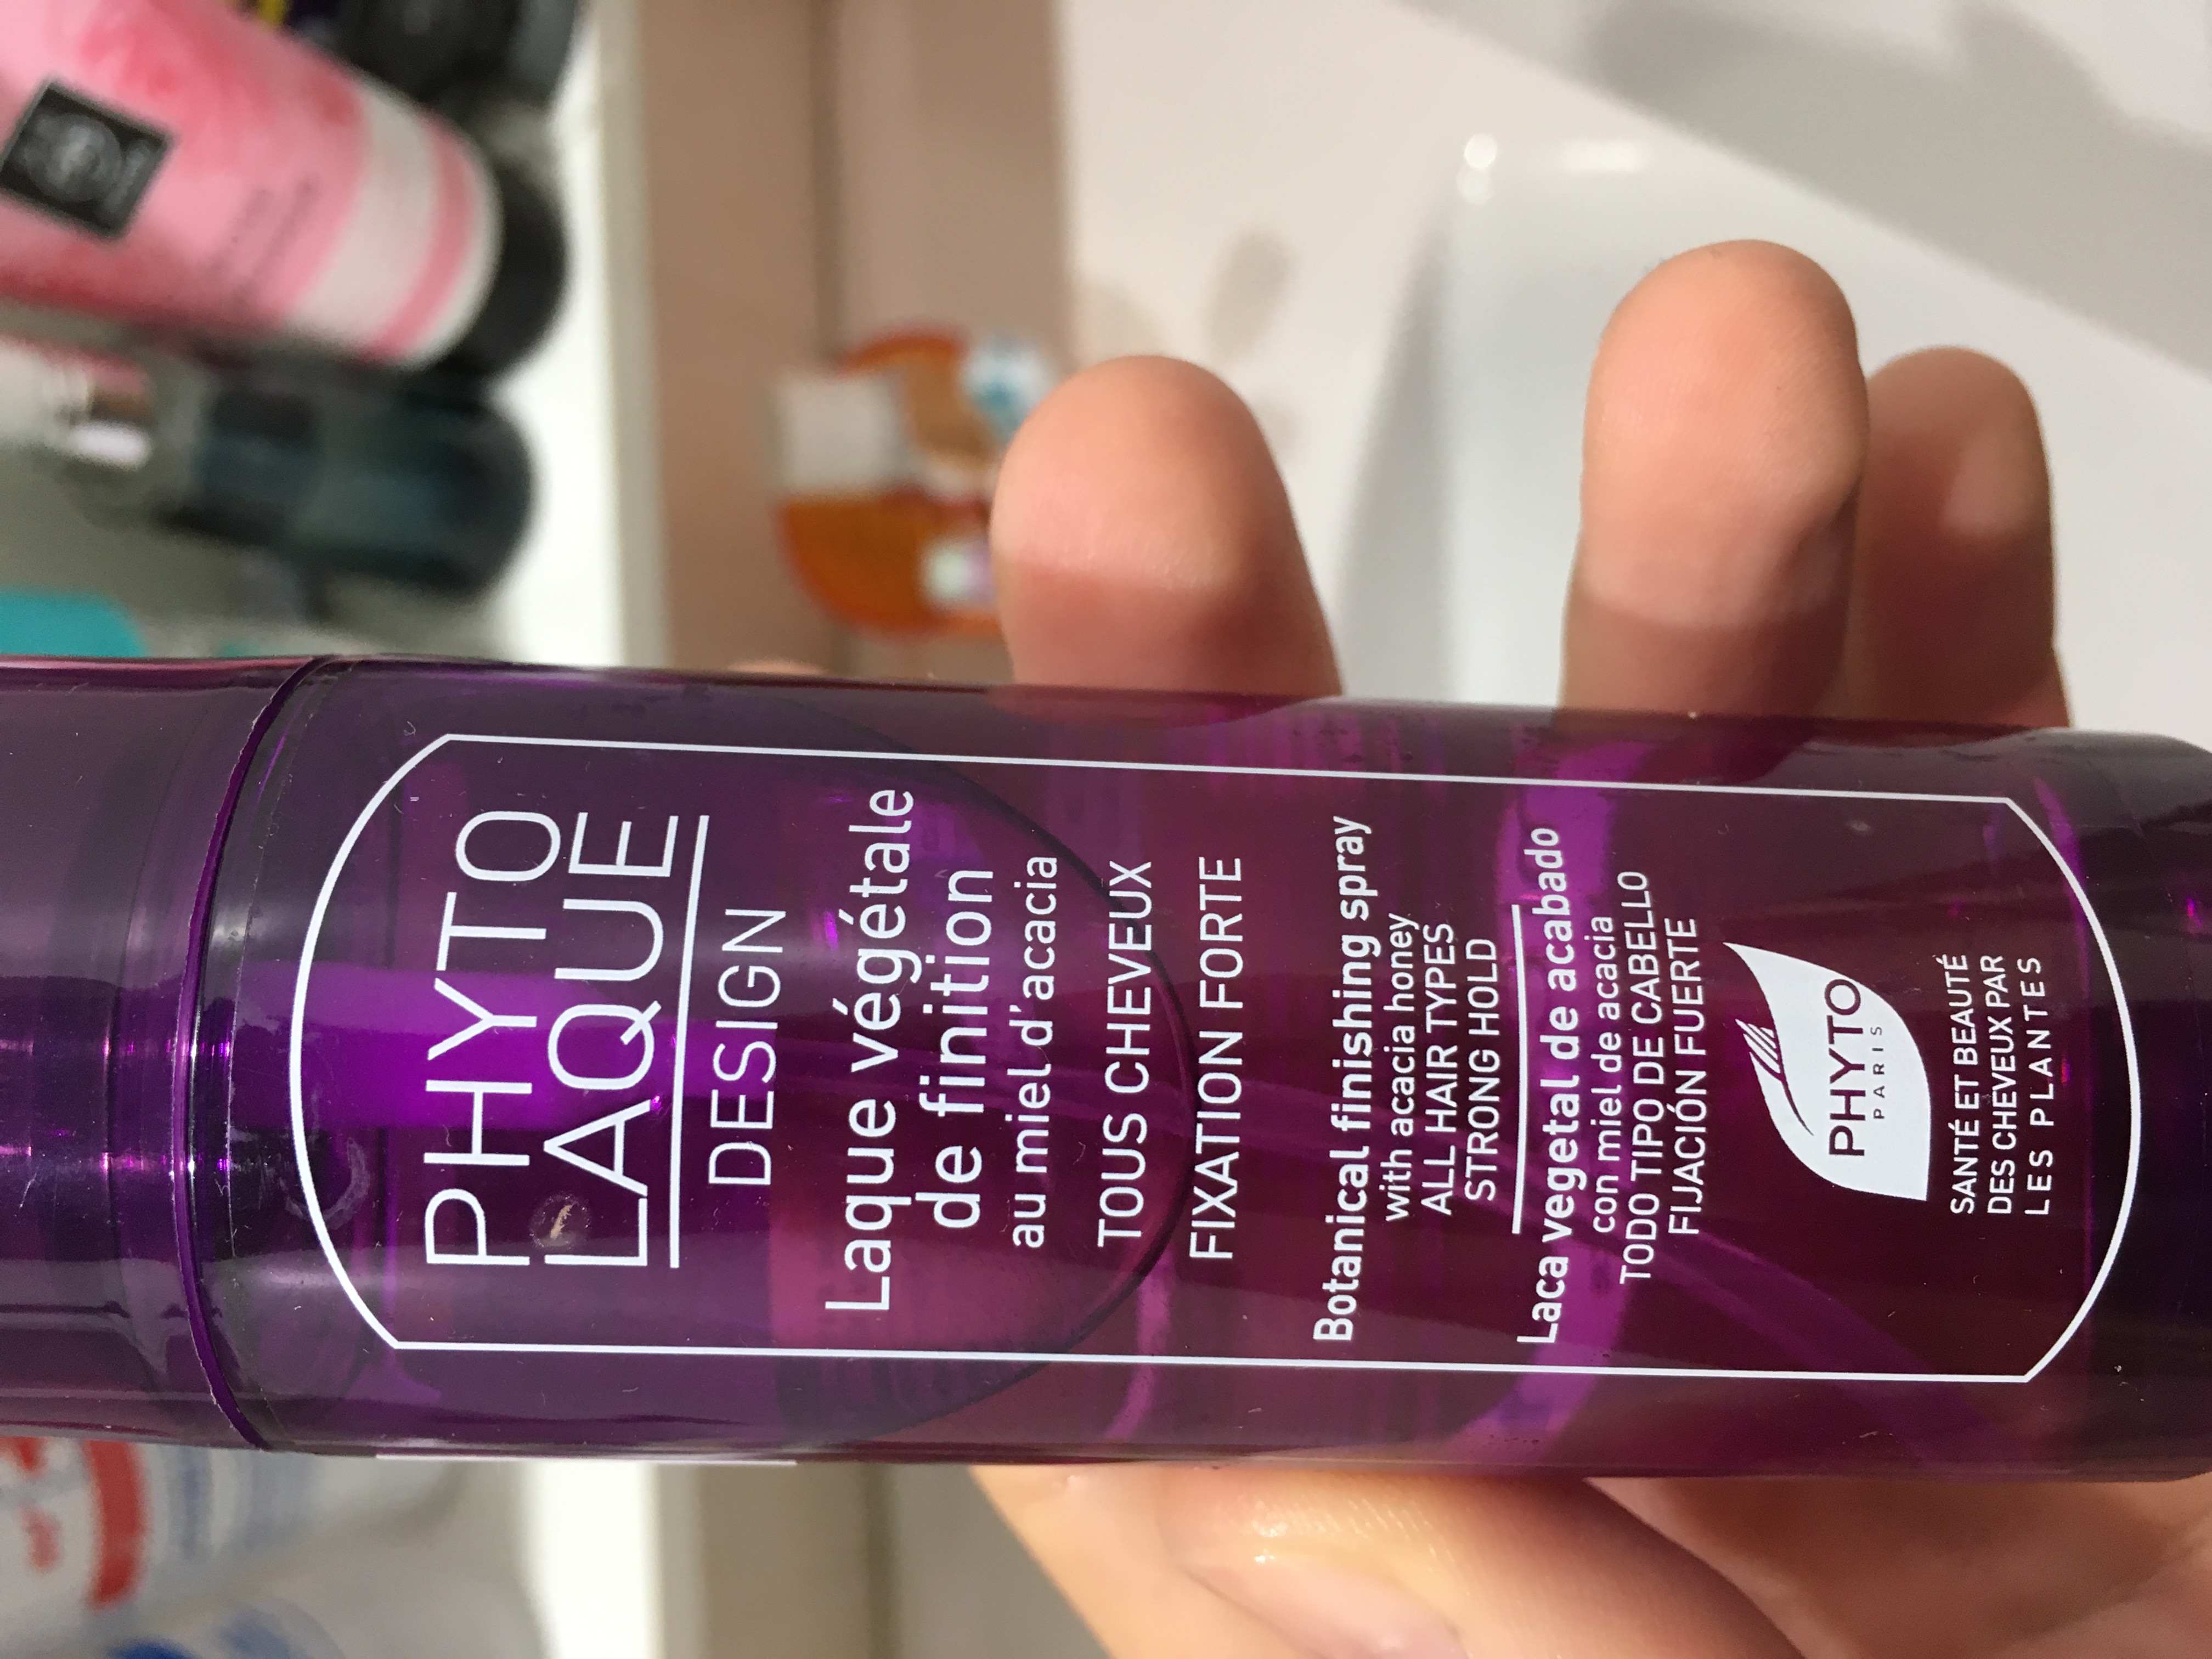 PHYTO
LAQUE
DESIGN
Laque végétale
de finition
au miel d'acacia
TOUS CHEVEUX
FIXATION FORTE
Botanical finishing spray
with acacia honey
ALL HAIR TYPES
STRONG HOLD
Laca vegetal de acabado
con miel de acacia
TODO TIPO DE CABELLO
FIJACIÓN FUERTE
PHYTO
PARIS
SANTÉ ET BEAUTÉ
DES CHEVEUX PAR
LES PLANTES